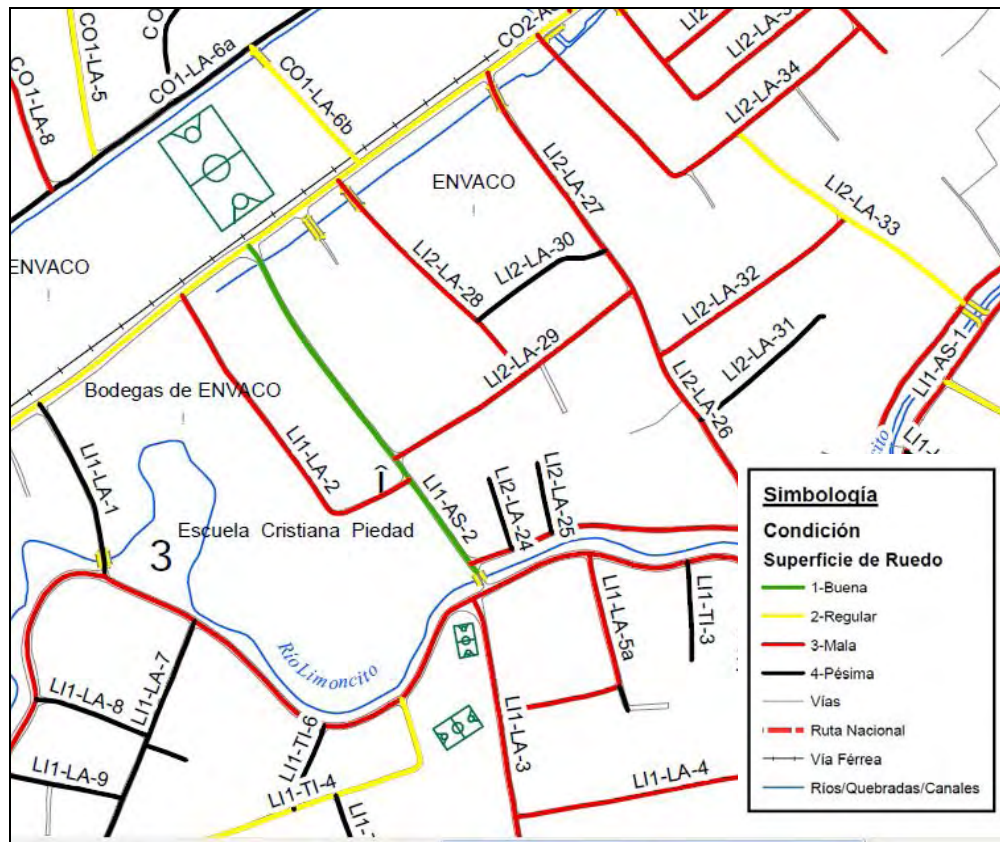 CO1-LA-8
CO1-LA-5
CO1-LA-6a
CO1-LA-6b
LI2-LA-34
ENVACO
LI2-LA-27
LI2-LA-33
ENVACO
LI2-LA-30
LI2-LA-28
LI2-LA-32
LI2-LA-29
LI2-LA-31
LI1-AS-1
Bodegas de ENVACO
LI2-LA-26
LI1-LA-2
LI1-LA-1
LI1-AS-2
LI2-LA-24
LI2-LA-25
Escuela Cristiana Piedad
3
Río Limoncito
LI1-LA-5a
LI1-TI-3
LI1-LA-7
LI1-LA-8
LI1-TI-6
LI1-LA-3
LI1-LA-9
LI1-TI-4
LI1-LA-4
Simbología
Condición
Superficie de Ruedo
1-Buena
2-Regular
3-Mala
4-Pésima
Vías
Ruta Nacional
Vía Férrea
Ríos/Quebradas/Canales